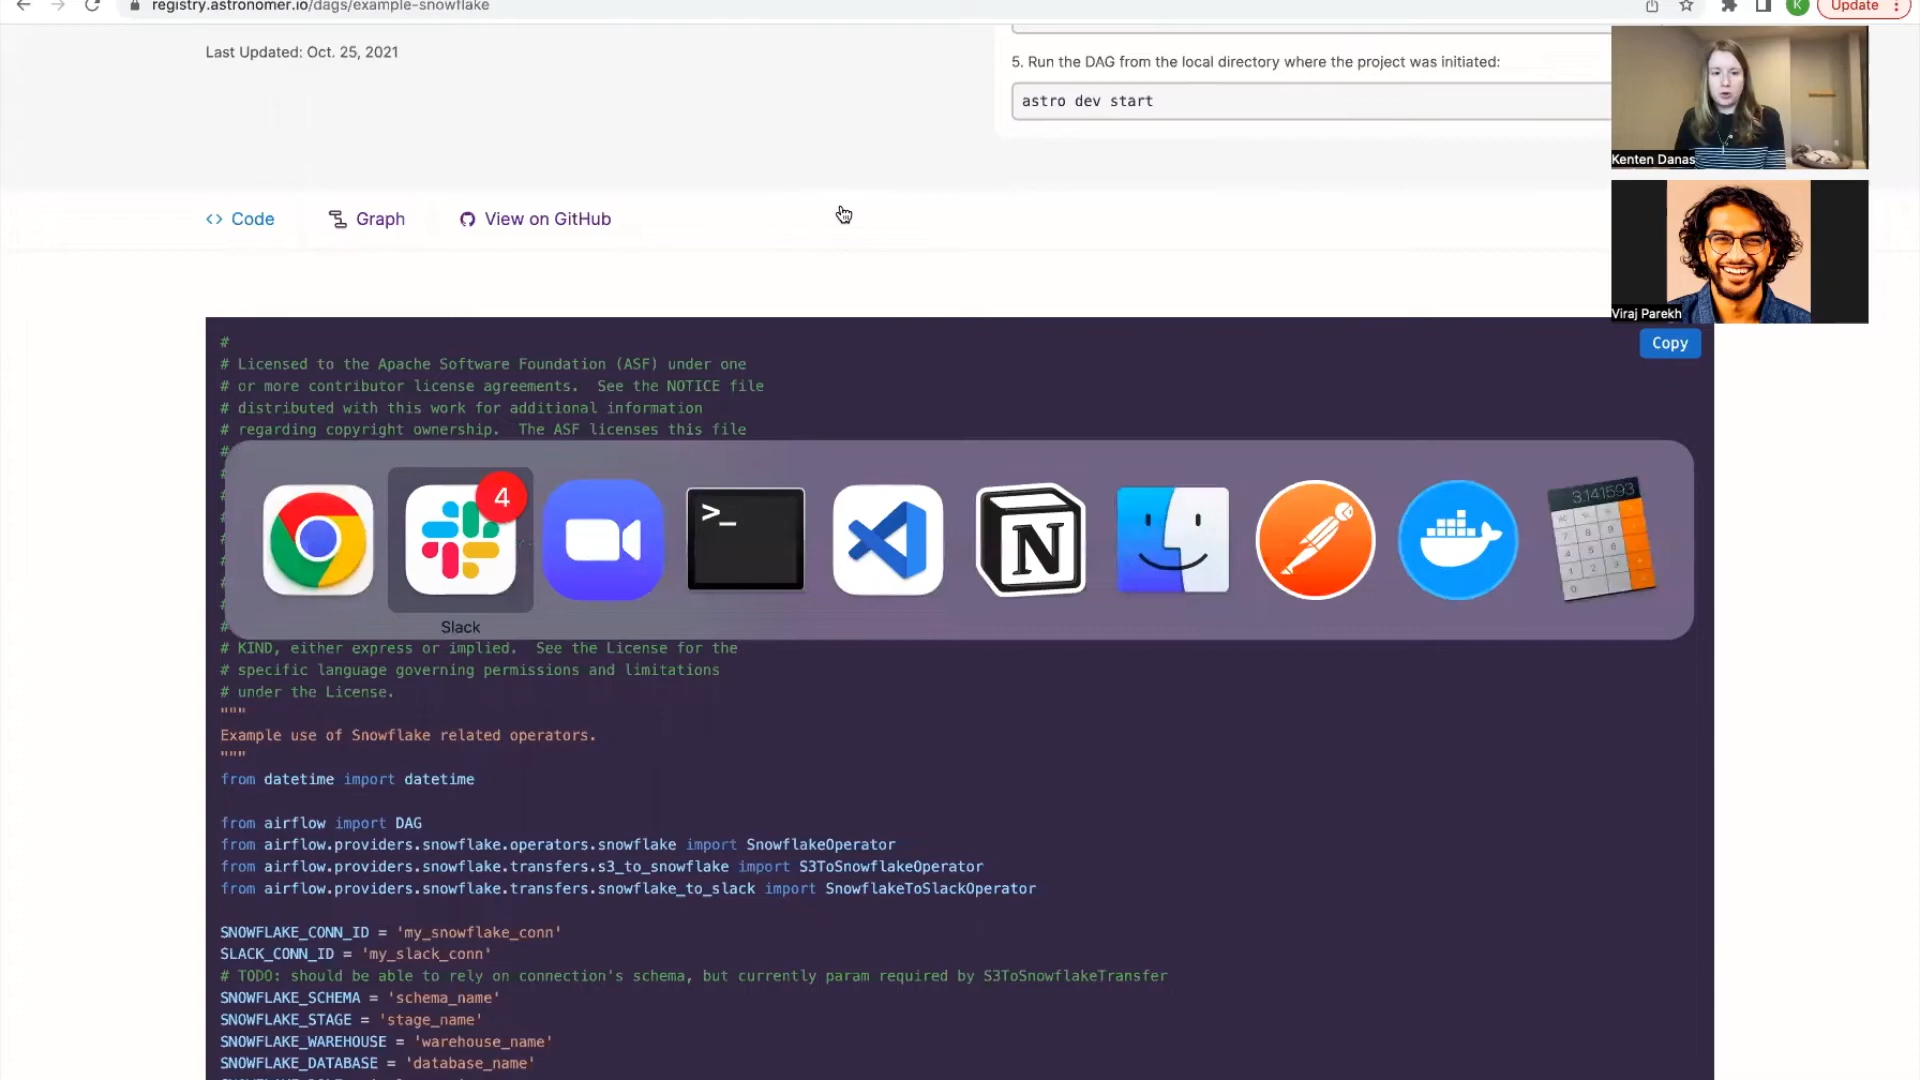 registry.astronomer.io/dags/example-snowflake
K
Update
Last Updated: Oct. 25, 2021
5. Run the DAG from the local directory where the project was initiated:
astro dev start
Kenten Danas
Code
Graph
View on GitHub
Viraj Parekh
Copy
#
# Licensed to the Apache Software Foundation (ASF) under one
# or more contributor license agreements.  See the NOTICE file
# distributed with this work for additional information
# regarding copyright ownership.  The ASF licenses this file
4
>_
N
3.141593
Slack
# KIND, either express or implied.  See the License for the
# specific language governing permissions and limitations
# under the License.
"""
Example use of Snowflake related operators.
"""
from datetime import datetime
from airflow import DAG
from airflow.providers.snowflake.operators.snowflake import SnowflakeOperator
from airflow.providers.snowflake.transfers.s3_to_snowflake import S3ToSnowflakeOperator
from airflow.providers.snowflake.transfers.snowflake_to_slack import SnowflakeToSlackOperator
SNOWFLAKE_CONN_ID = 'my_snowflake_conn'
SLACK_CONN_ID = 'my_slack_conn'
# TODO: should be able to rely on connection's schema, but currently param required by S3ToSnowflakeTransfer
SNOWFLAKE_SCHEMA = 'schema_name'
SNOWFLAKE_STAGE = 'stage_name'
SNOWFLAKE_WAREHOUSE = 'warehouse_name'
SNOWFLAKE_DATABASE = 'database_name'